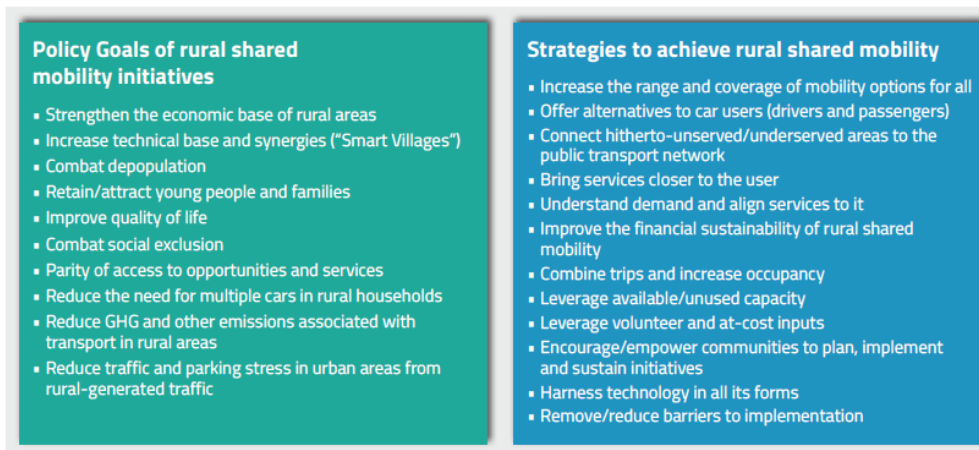 Policy Goals of rural shared
mobility initiatives
▪ Strengthen the economic base of rural areas
▪ Increase technical base and synergies (“Smart Villages”)
▪ Combat depopulation
▪ Retain/attract young people and families
▪ Improve quality of life
▪ Combat social exclusion
▪ Parity of access to opportunities and services
▪ Reduce the need for multiple cars in rural households
▪ Reduce GHG and other emissions associated with
transport in rural areas
▪ Reduce traffic and parking stress in urban areas from
rural-generated traffic
Strategies to achieve rural shared mobility
▪ Increase the range and coverage of mobility options for all
▪ Offer alternatives to car users (drivers and passengers)
▪ Connect hitherto-unserved/underserved areas to the
public transport network
▪ Bring services closer to the user
▪ Understand demand and align services to it
▪ Improve the financial sustainability of rural shared
mobility
▪ Combine trips and increase occupancy
▪ Leverage available/unused capacity
▪ Leverage volunteer and at-cost inputs
▪ Encourage/empower communities to plan, implement
and sustain initiatives
▪ Harness technology in all its forms
▪ Remove/reduce barriers to implementation